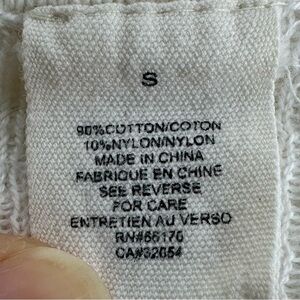 S
90%COTTON/COTON
10%NYLON/NYLON
MADE IN CHINA
FABRIQUE EN CHINE
SEE REVERSE
FOR CARE
ENTRETIEN AU VERSO
RN#66170
CA#32654